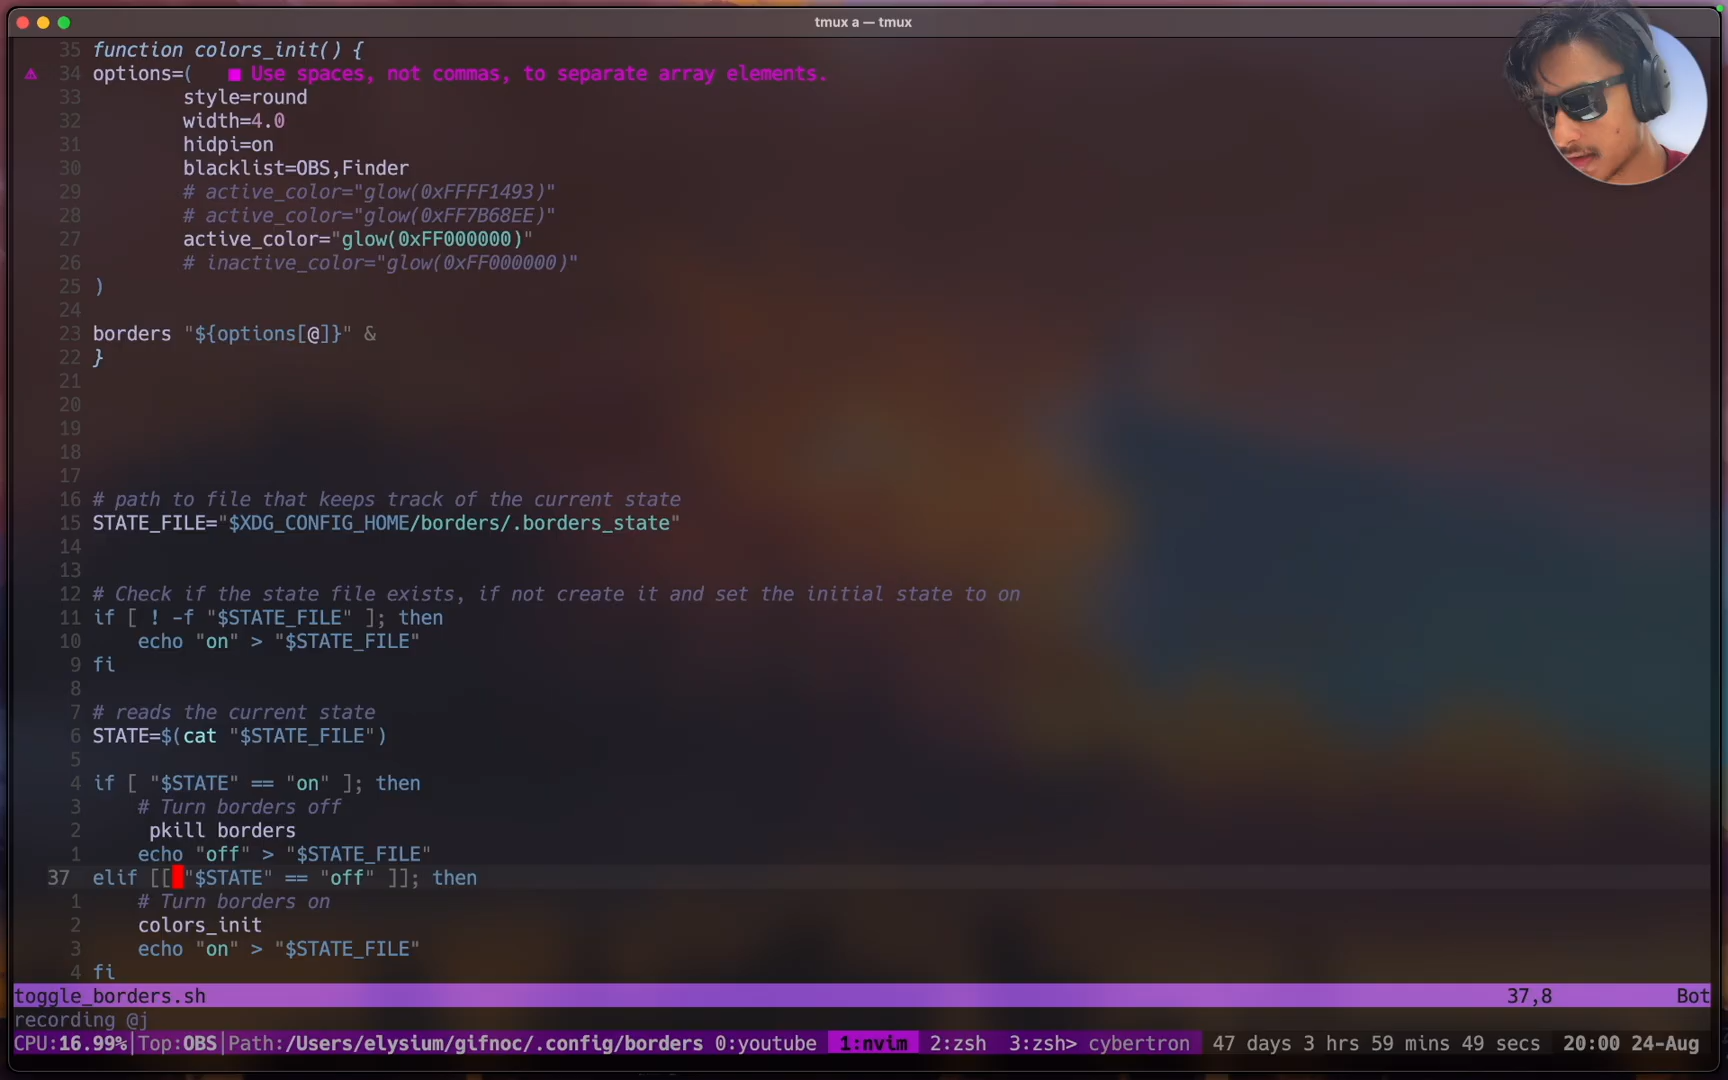 tmux a — tmux
35 function colors_init() {
34 options=( ■ Use spaces, not commas, to separate array elements.
33 style=round
32 width=4.0
31 hidpi=on
30 blacklist=OBS,Finder
29 # active_color="glow(0xFFFF1493)"
28 # active_color="glow(0xFF7B68EE)"
27 active_color="glow(0xFF000000)"
26 # inactive_color="glow(0xFF000000)"
25 )
24
23 borders "${options[@]}" &
22 }
21
20
19
18
17
16 # path to file that keeps track of the current state
15 STATE_FILE="$XDG_CONFIG_HOME/borders/.borders_state"
14
13
12 # Check if the state file exists, if not create it and set the initial state to on
11 if [ ! -f "$STATE_FILE" ]; then
10 echo "on" > "$STATE_FILE"
9 fi
8
7 # reads the current state
6 STATE=$(cat "$STATE_FILE")
5
4 if [ "$STATE" == "on" ]; then
3 # Turn borders off
2 pkill borders
1 echo "off" > "$STATE_FILE"
37 elif [[ "$STATE" == "off" ]]; then
1 # Turn borders on
2 colors_init
3 echo "on" > "$STATE_FILE"
4 fi
toggle_borders.sh 37,8 Bot
recording @j
CPU:16.99%|Top:OBS|Path:/Users/elysium/gifnoc/.config/borders 0:youtube 1:nvim 2:zsh 3:zsh> cybertron 47 days 3 hrs 59 mins 49 secs 20:00 24-Aug